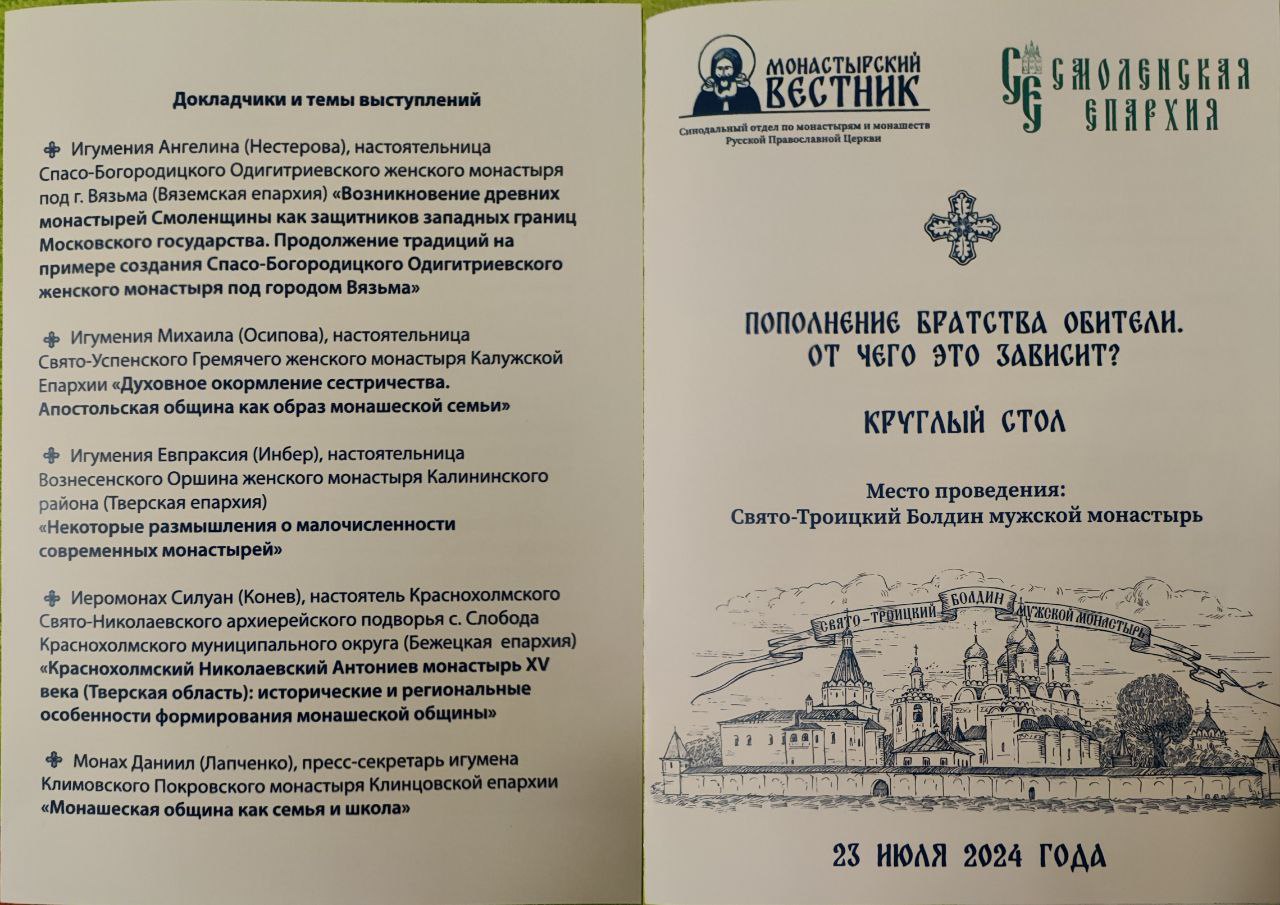 Докладчики и темы выступлений
Игумения Ангелина (Нестерова), настоятельница
Спасо-Богородицкого Одигитриевского женского монастыря
под г. Вязьма (Вяземская епархия) «Возникновение древних
монастырей Смоленщины как защитников западных границ
Московского государства. Продолжение традиций на
примере создания Спасо-Богородицкого Одигитриевского
женского монастыря под городом Вязьма»
Игумения Михаила (Осипова), настоятельница
Свято-Успенского Гремячего женского монастыря Калужской
Епархии «Духовное окормление сестричества.
Апостольская община как образ монашеской семьи»
Игумения Евпраксия (Инбер), настоятельница
Вознесенского Оршина женского монастыря Калининского
района (Тверская епархия)
«Некоторые размышления о малочисленности
современных монастырей»
Иеромонах Силуан (Конев), настоятель Краснохолмского
Свято-Николаевского архиерейского подворья с. Слобода
Краснохолмского муниципального округа (Бежецкая епархия)
«Краснохолмский Николаевский Антониев монастырь XV
века (Тверская область): исторические и региональные
особенности формирования монашеской общины»
Монах Даниил (Лапченко), пресс-секретарь игумена
Климовского Покровского монастыря Клинцовской епархии
«Монашеская община как семья и школа»
МОНАСТЫРСКИЙ
ВЕСТНИК
Синодальный отдел по монастырям и монашеств
Русской Православной Церкви
СЕ
СМОЛЕНСКАЯ
ЕПАРХИЯ
ПОПОЛНЕНИЕ БРАТСТВА ОБИТЕЛИ.
ОТ ЧЕГО ЭТО ЗАВИСИТ?
КРУГЛЫЙ СТОЛ
Место проведения:
Свято-Троицкий Болдин мужской монастырь
СВЯТО-ТРОИЦКИЙ БОЛДИН МУЖСКОЙ МОНАСТЫРЬ
23 ИЮЛЯ 2024 ГОДА